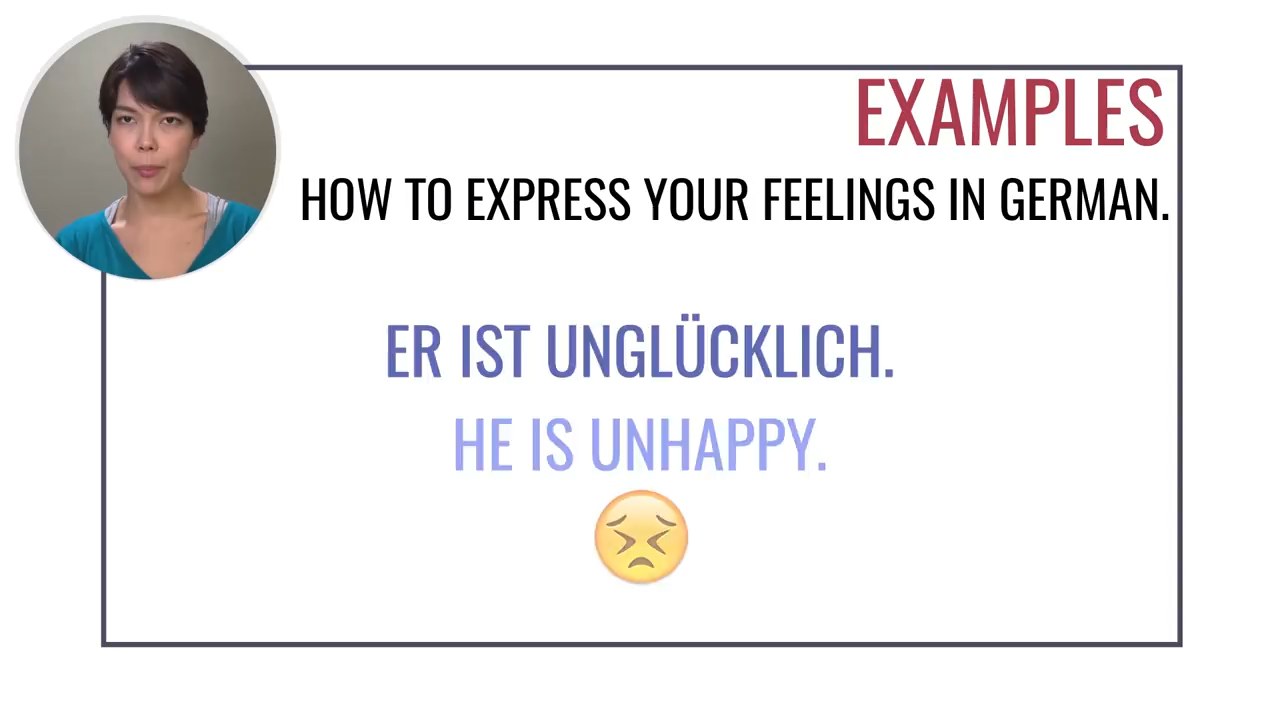 EXAMPLES
HOW TO EXPRESS YOUR FEELINGS IN GERMAN.
ER IST UNGLÜCKLICH.
HE IS UNHAPPY.